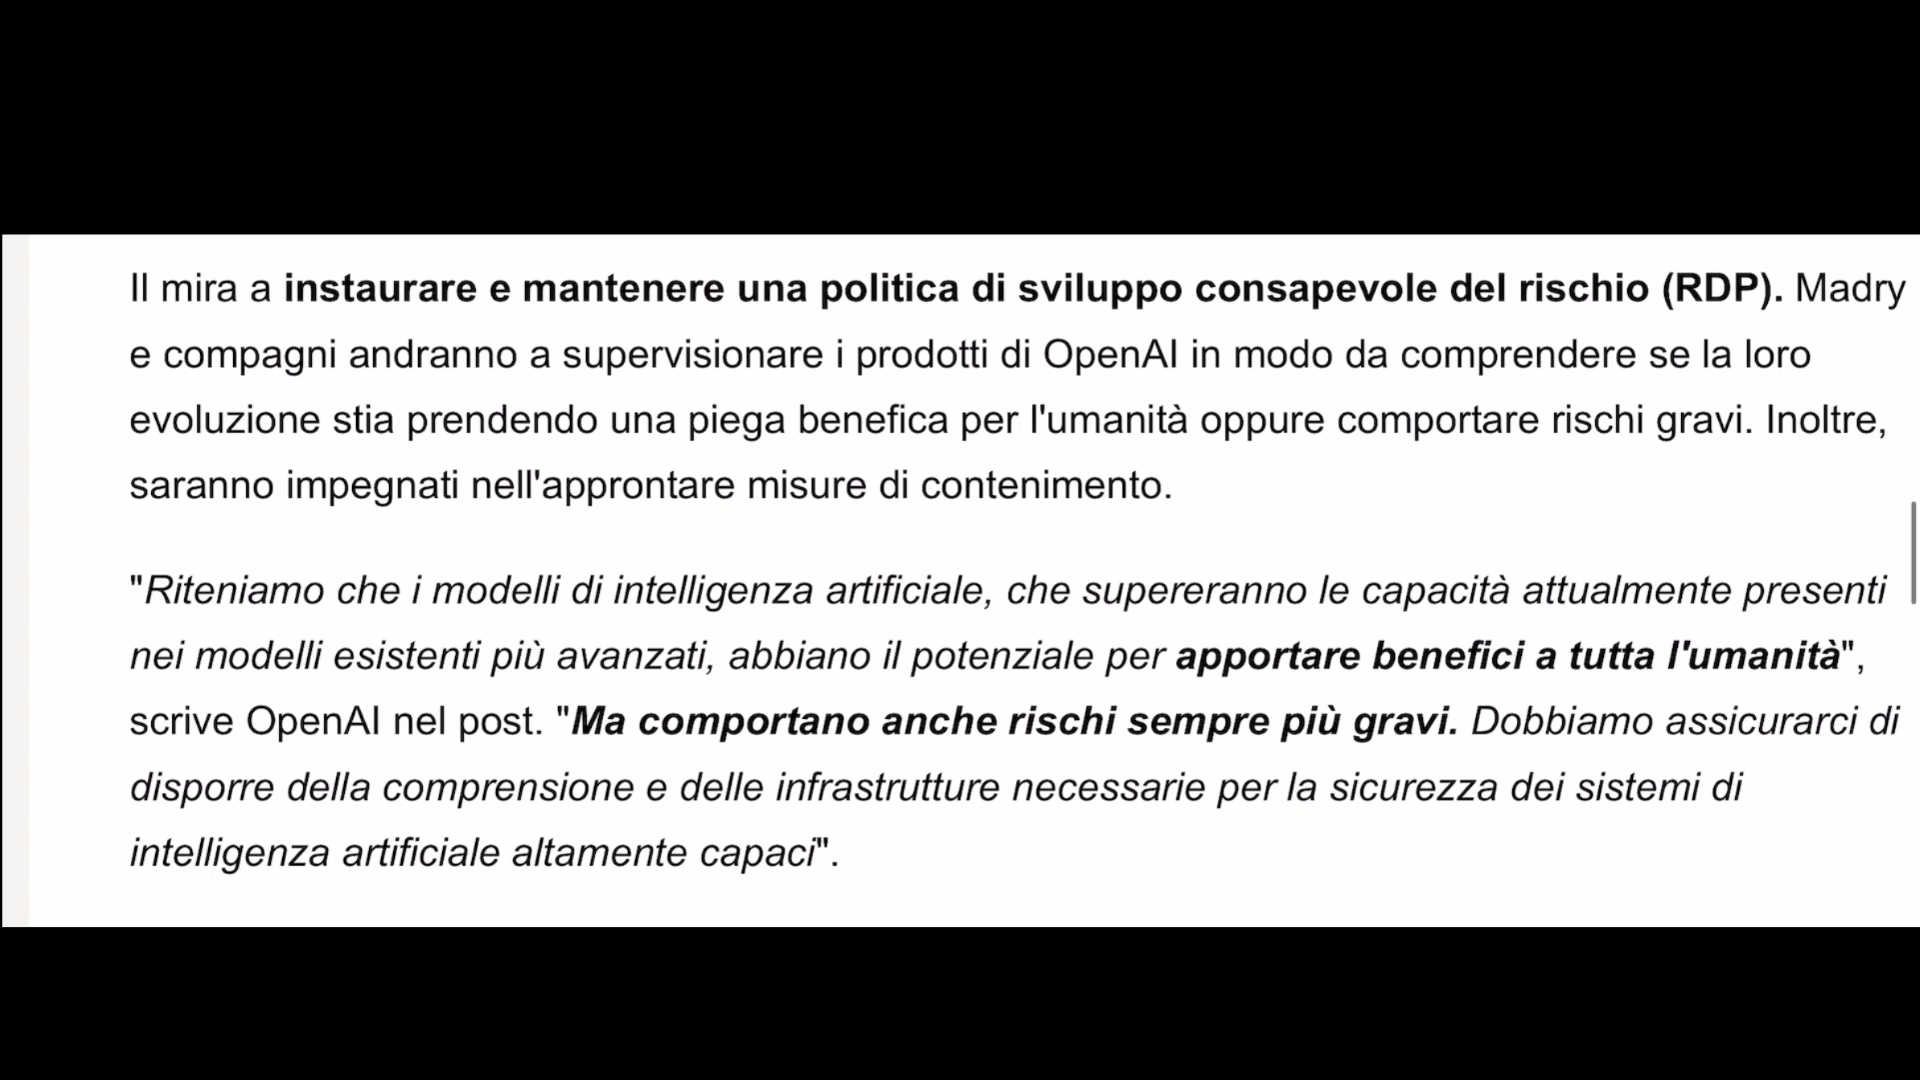 Il mira a instaurare e mantenere una politica di sviluppo consapevole del rischio (RDP). Madry
e compagni andranno a supervisionare i prodotti di OpenAI in modo da comprendere se la loro
evoluzione stia prendendo una piega benefica per l'umanità oppure comportare rischi gravi. Inoltre,
saranno impegnati nell'approntare misure di contenimento.
"Riteniamo che i modelli di intelligenza artificiale, che supereranno le capacità attualmente presenti
nei modelli esistenti più avanzati, abbiano il potenziale per apportare benefici a tutta l'umanità",
scrive OpenAI nel post. "Ma comportano anche rischi sempre più gravi. Dobbiamo assicurarci di
disporre della comprensione e delle infrastrutture necessarie per la sicurezza dei sistemi di
intelligenza artificiale altamente capaci".